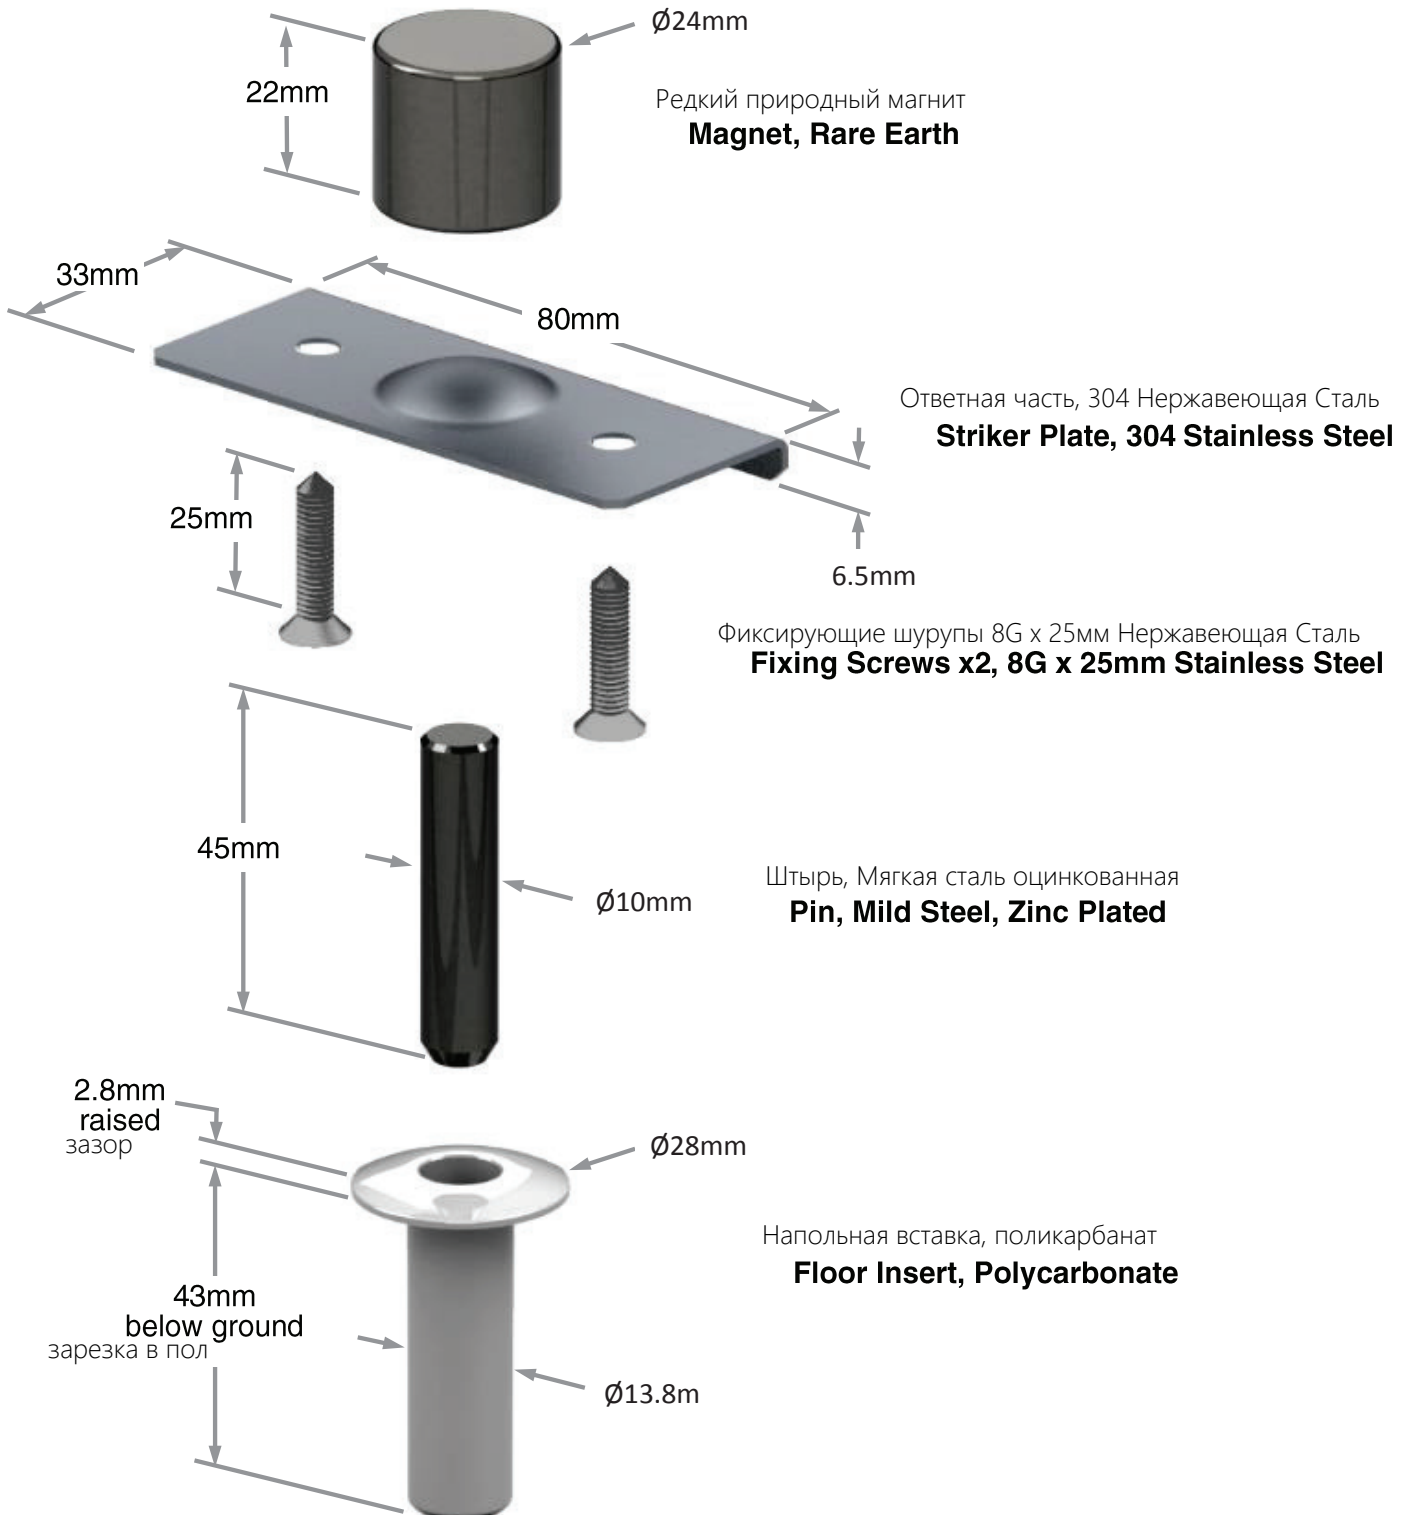 Ø24mm
22mm
Редкий природный магнит
Magnet, Rare Earth
33mm
80mm
Ответная часть, 304 Нержавеющая Сталь
Striker Plate, 304 Stainless Steel
25mm
6.5mm
Фиксирующие шурупы 8G x 25мм Нержавеющая Сталь
Fixing Screws x2, 8G x 25mm Stainless Steel
45mm
Ø10mm
Штырь, Мягкая сталь оцинкованная
Pin, Mild Steel, Zinc Plated
2.8mm
raised
зазор
Ø28mm
Напольная вставка, поликарбанат
Floor Insert, Polycarbonate
43mm
below ground
зарезка в пол
Ø13.8m